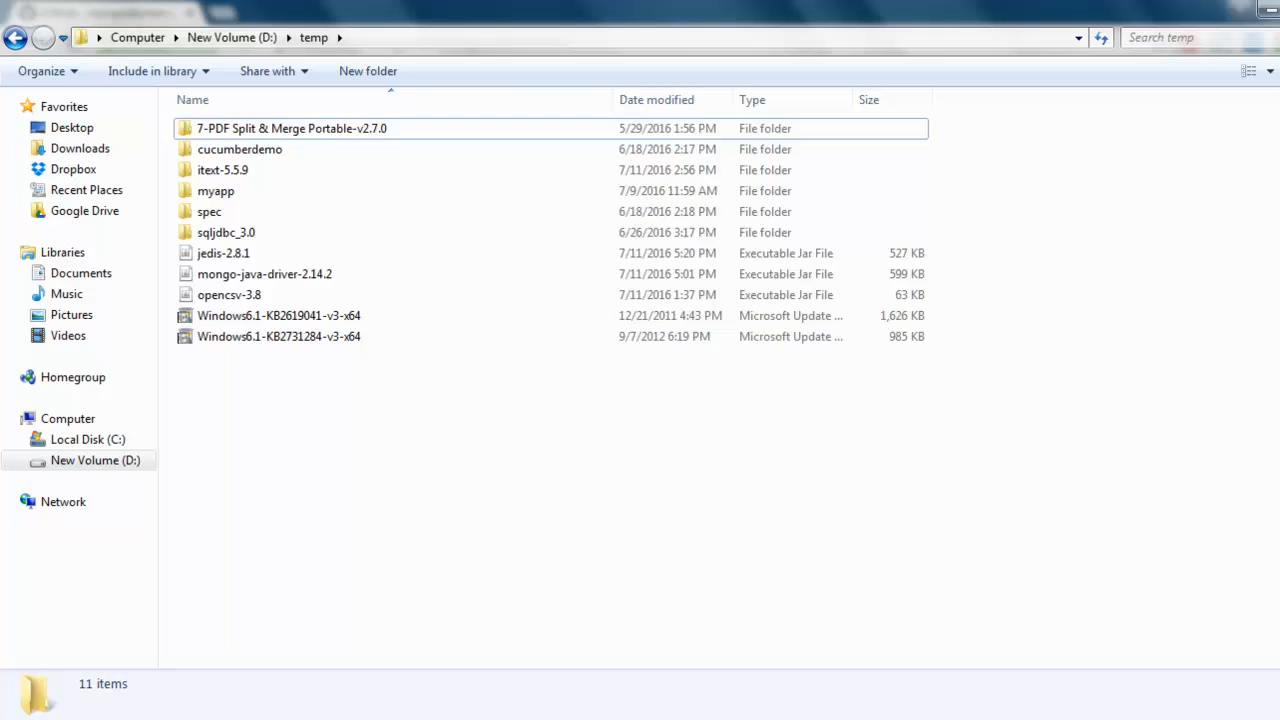 Computer New Volume (D:) temp Search temp
Organize Include in library Share with New folder
Favorites
Desktop
Downloads
Dropbox
Recent Places
Google Drive
Libraries
Documents
Music
Pictures
Videos
Homegroup
Computer
Local Disk (C:)
New Volume (D:)
Network
Name Date modified Type Size
7-PDF Split & Merge Portable-v2.7.0 5/29/2016 1:56 PM File folder
cucumberdemo 6/18/2016 2:17 PM File folder
itext-5.5.9 7/11/2016 2:56 PM File folder
myapp 7/9/2016 11:59 AM File folder
spec 6/18/2016 2:18 PM File folder
sqljdbc_3.0 6/26/2016 3:17 PM File folder
jedis-2.8.1 7/11/2016 5:20 PM Executable Jar File 527 KB
mongo-java-driver-2.14.2 7/11/2016 5:01 PM Executable Jar File 599 KB
opencsv-3.8 7/11/2016 1:37 PM Executable Jar File 63 KB
Windows6.1-KB2619041-v3-x64 12/21/2011 4:43 PM Microsoft Update ... 1,626 KB
Windows6.1-KB2731284-v3-x64 9/7/2012 6:19 PM Microsoft Update ... 985 KB
11 items